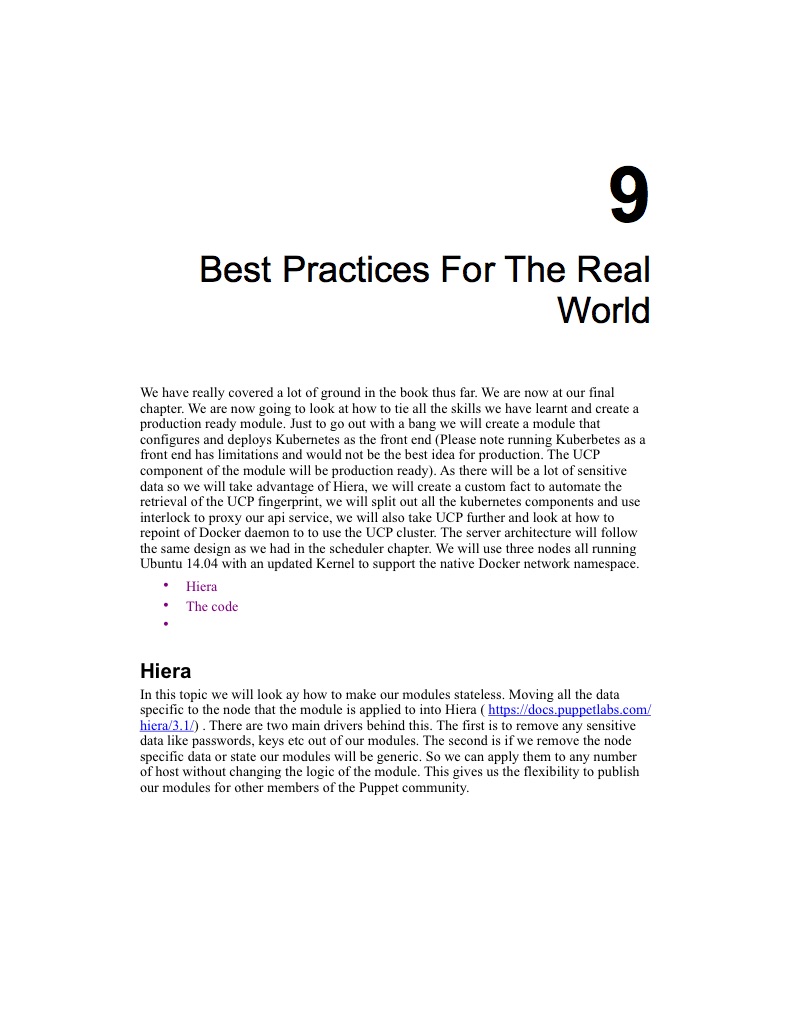 9
Best Practices For The Real
World
We have really covered a lot of ground in the book thus far. We are now at our final
chapter. We are now going to look at how to tie all the skills we have learnt and create a
production ready module. Just to go out with a bang we will create a module that
configures and deploys Kubernetes as the front end (Please note running Kuberbetes as a
front end has limitations and would not be the best idea for production. The UCP
component of the module will be production ready). As there will be a lot of sensitive
data so we will take advantage of Hiera, we will create a custom fact to automate the
retrieval of the UCP fingerprint, we will split out all the kubernetes components and use
interlock to proxy our api service, we will also take UCP further and look at how to
repoint of Docker daemon to to use the UCP cluster. The server architecture will follow
the same design as we had in the scheduler chapter. We will use three nodes all running
Ubuntu 14.04 with an updated Kernel to support the native Docker network namespace.
• Hiera
• The code
•
Hiera
In this topic we will look ay how to make our modules stateless. Moving all the data
specific to the node that the module is applied to into Hiera ( https://docs.puppetlabs.com/
hiera/3.1/) . There are two main drivers behind this. The first is to remove any sensitive
data like passwords, keys etc out of our modules. The second is if we remove the node
specific data or state our modules will be generic. So we can apply them to any number
of host without changing the logic of the module. This gives us the flexibility to publish
our modules for other members of the Puppet community.